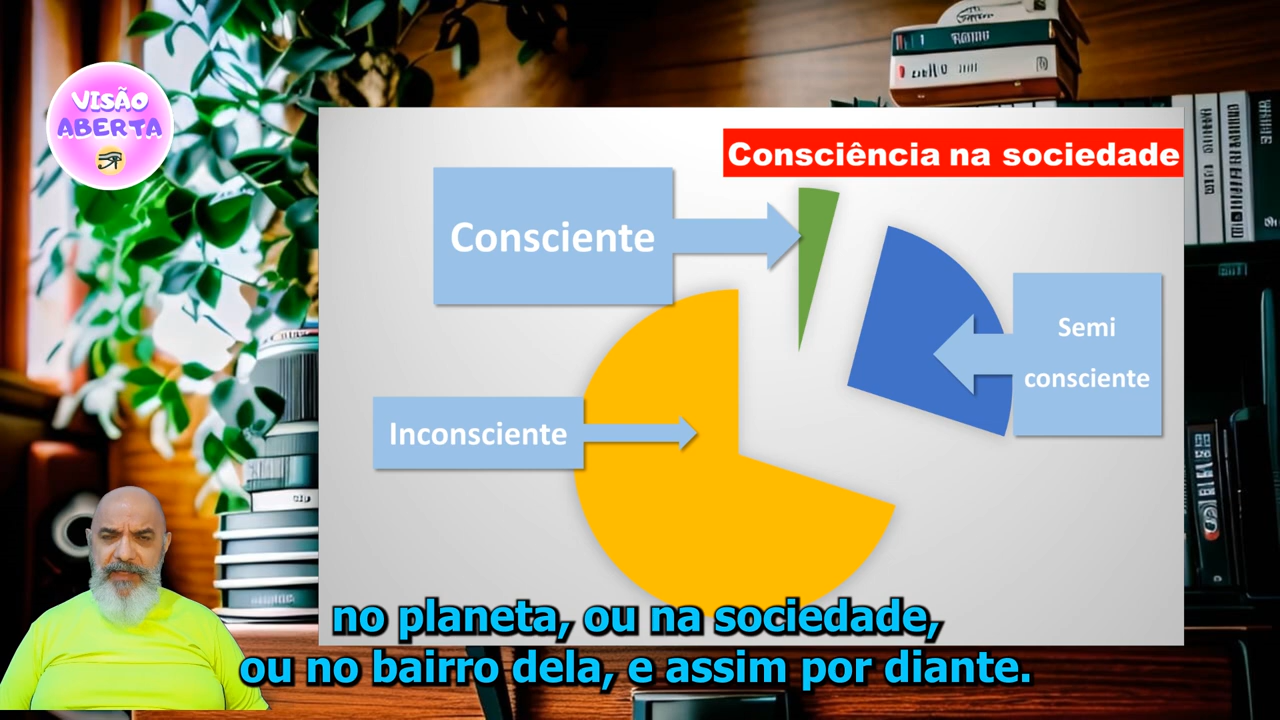 VISÃO
ABERTA
Consciência na sociedade
Consciente
Semi
consciente
Inconsciente
no planeta, ou na sociedade,
ou no bairro dela, e assim por diante.